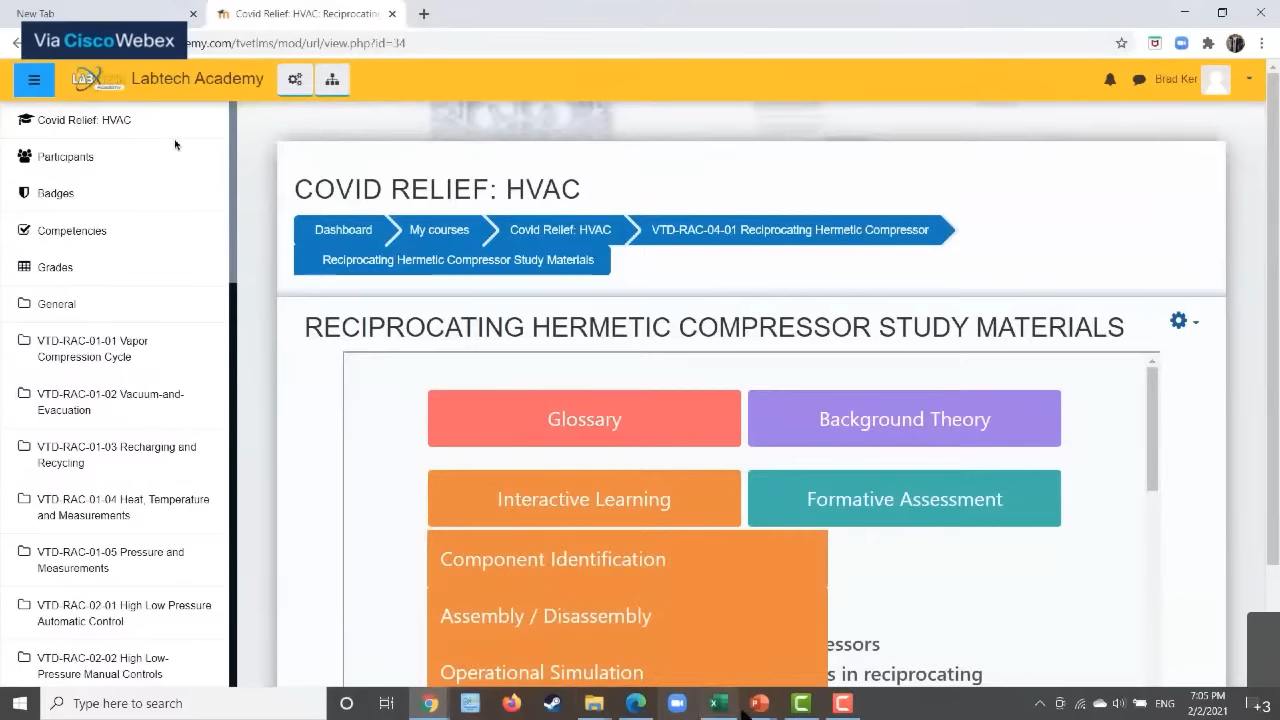 New Tab
Covid Relief: HVAC
Via CiscoWebex
emy.com/tvetlms/mod/url/view.php?id=34
Labtech Academy
Brad Ker
Covid Relief: HVAC
Participants
Badges
Competencies
Grades
General
VTD-RAC-01-01 Vapor
Compression Cycle
VTD-RAC-01-02 Vacuum-and-
Evacuation
VTD-RAC-01-03 Recharging and
Recycling
VTD-RAC-01-04 Heat, Temperature
and Measurements
VTD-RAC-01-05 Pressure and
Measurements
VTD-RAC-02-01 High Low Pressure
Automatic Control
VTD-RAC-02-02 High Low-
Pressure Manual Controls
COVID RELIEF: HVAC
Dashboard
My courses
Covid Relief: HVAC
VTD-RAC-04-01 Reciprocating Hermetic Compressor
Reciprocating Hermetic Compressor Study Materials
RECIPROCATING HERMETIC COMPRESSOR STUDY MATERIALS
Glossary
Background Theory
Interactive Learning
Formative Assessment
Component Identification
Assembly / Disassembly
Operational Simulation
essors
s in reciprocating
Type here to search
ENG
7:05 PM
2/2/2021
+3